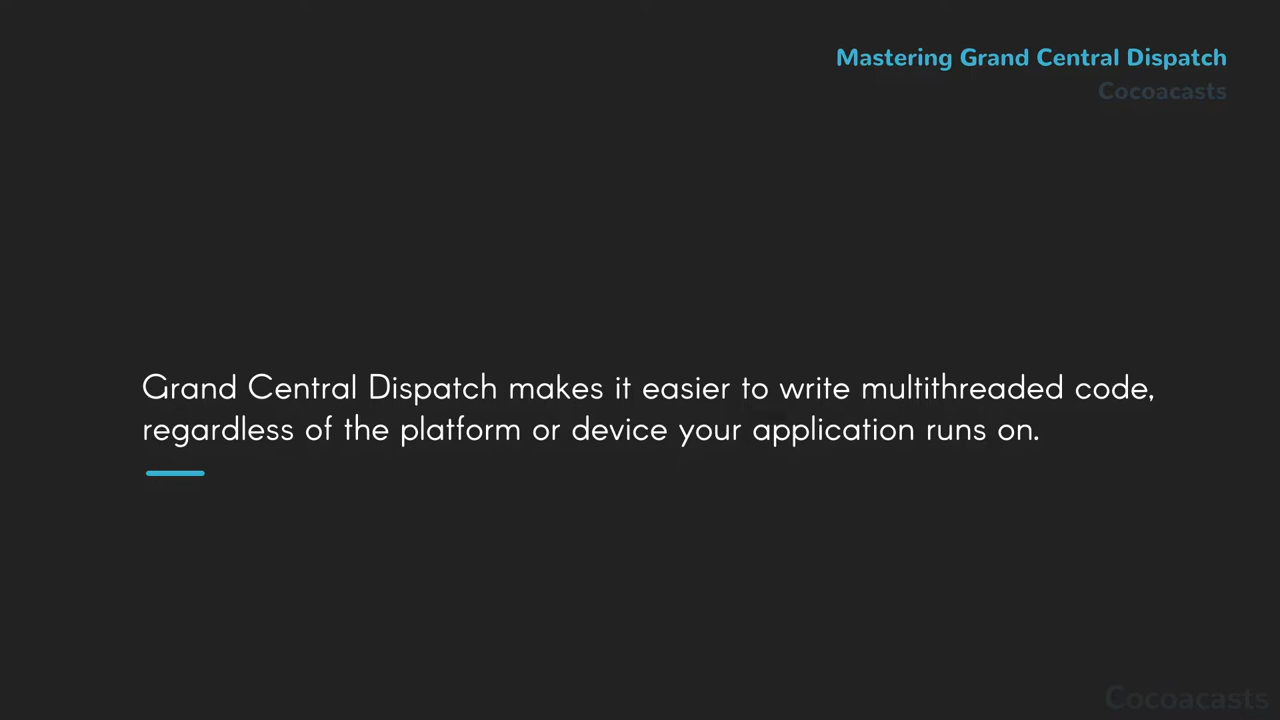 Mastering Grand Central Dispatch
Cocoacasts
Grand Central Dispatch makes it easier to write multithreaded code,
regardless of the platform or device your application runs on.
Cocoacasts